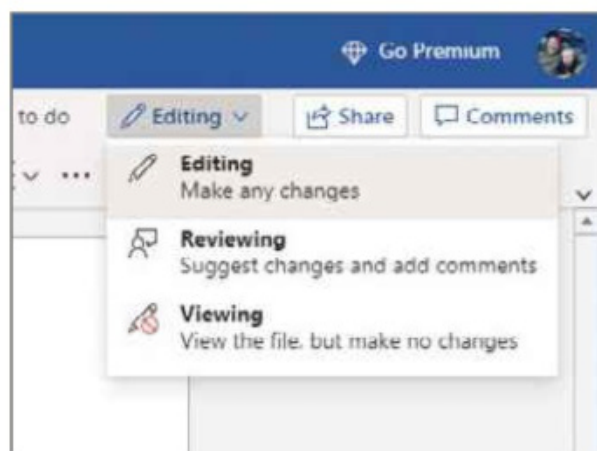 Go Premium
to do Editing Share Comments
Editing
Make any changes
Reviewing
Suggest changes and add comments
Viewing
View the file, but make no changes